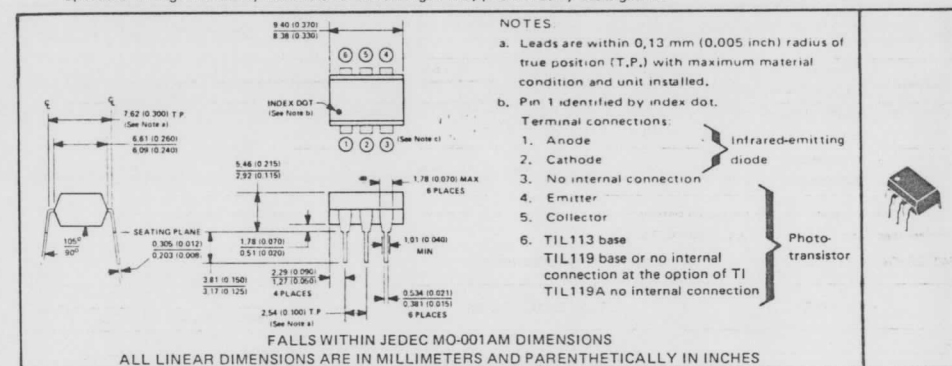 9.40 (0.370)
8.38 (0.330)
6 5 4
INDEX DOT
(See Note b)
(See Note c)
1 2 3
℄ ℄
7.62 (0.300) T.P.
(See Note a)
6.61 (0.260)
6.09 (0.240)
5.46 (0.215)
2.92 (0.115)
1.78 (0.070) MAX
6 PLACES
SEATING PLANE
105°
90°
0.305 (0.012)
0.203 (0.008)
1.78 (0.070)
0.51 (0.020)
1.01 (0.040)
MIN
3.81 (0.150)
3.17 (0.125)
2.29 (0.090)
1.27 (0.050)
4 PLACES
0.534 (0.021)
0.381 (0.015)
6 PLACES
2.54 (0.100) T.P.
(See Note a)
NOTES
a. Leads are within 0,13 mm (0.005 inch) radius of
true position (T.P.) with maximum material
condition and unit installed.
b. Pin 1 identified by index dot.
Terminal connections:
1. Anode
2. Cathode
Infrared-emitting
diode
3. No internal connection
4. Emitter
5. Collector
6. TIL113 base
TIL119 base or no internal
connection at the option of TI
TIL119A no internal connection
Photo-
transistor
FALLS WITHIN JEDEC MO-001AM DIMENSIONS
ALL LINEAR DIMENSIONS ARE IN MILLIMETERS AND PARENTHETICALLY IN INCHES